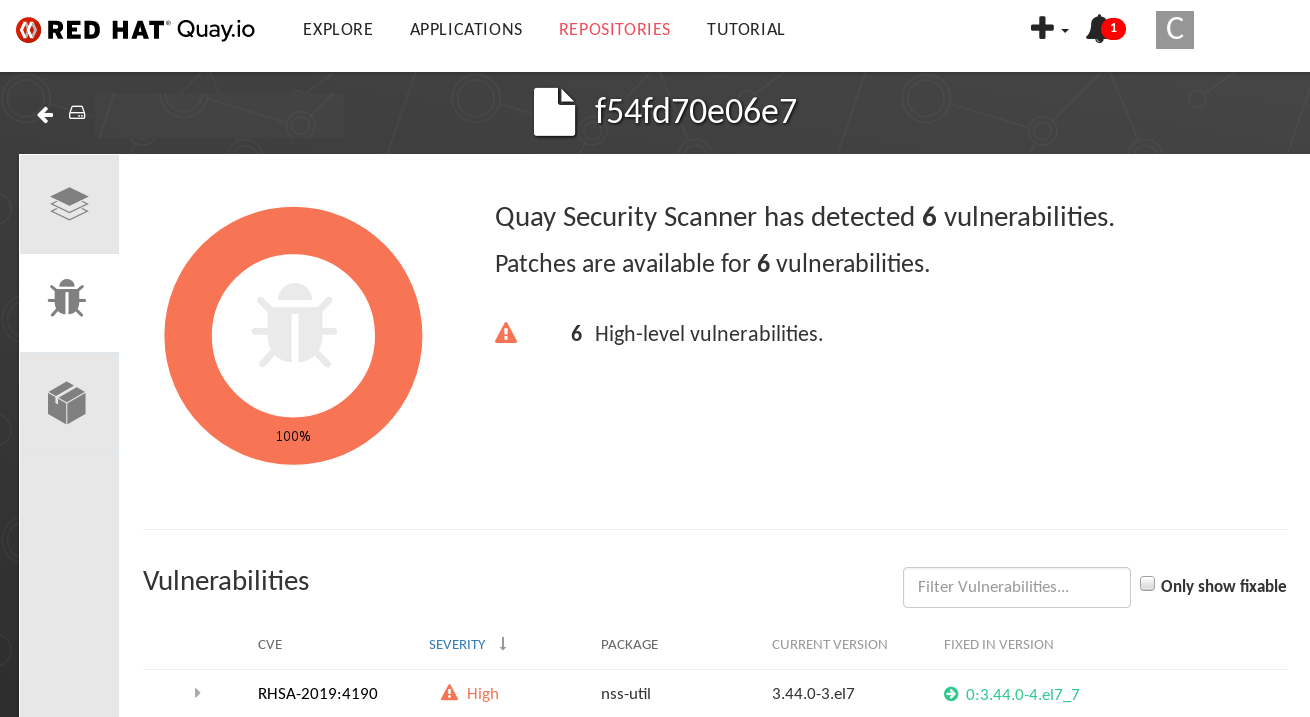 RED HAT® Quay.io EXPLORE APPLICATIONS REPOSITORIES TUTORIAL 1 C
f54fd70e06e7
Quay Security Scanner has detected 6 vulnerabilities.
Patches are available for 6 vulnerabilities.
6 High-level vulnerabilities.
100%
Vulnerabilities Filter Vulnerabilities... Only show fixable
CVE SEVERITY ↓ PACKAGE CURRENT VERSION FIXED IN VERSION
RHSA-2019:4190 High nss-util 3.44.0-3.el7 0:3.44.0-4.el7_7